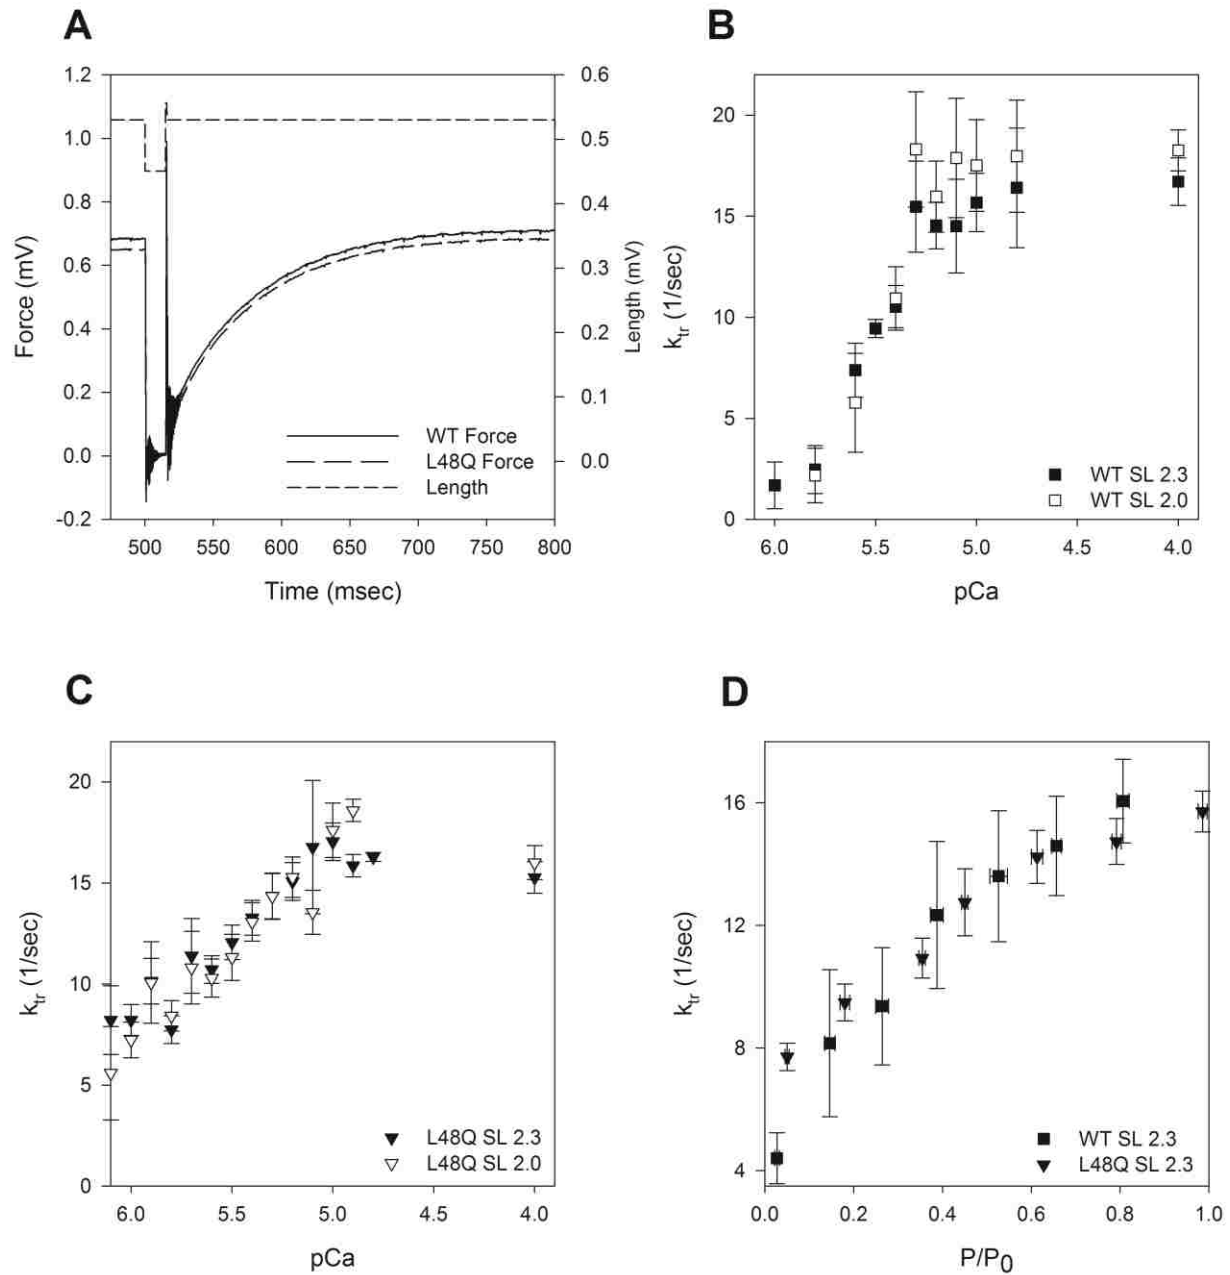 A
1.2
1.0
0.8
0.6
0.4
0.2
0.0
-0.2
Force (mV)
0.6
0.5
0.4
0.3
0.2
0.1
0.0
Length (mV)
WT Force
L48Q Force
Length
500 550 600 650 700 750 800
Time (msec)
B
20
15
10
5
0
k_tr (1/sec)
WT SL 2.3
WT SL 2.0
6.0 5.5 5.0 4.5 4.0
pCa
C
20
15
10
5
0
k_tr (1/sec)
L48Q SL 2.3
L48Q SL 2.0
6.0 5.5 5.0 4.5 4.0
pCa
D
16
12
8
4
k_tr (1/sec)
WT SL 2.3
L48Q SL 2.3
0.0 0.2 0.4 0.6 0.8 1.0
P/P0